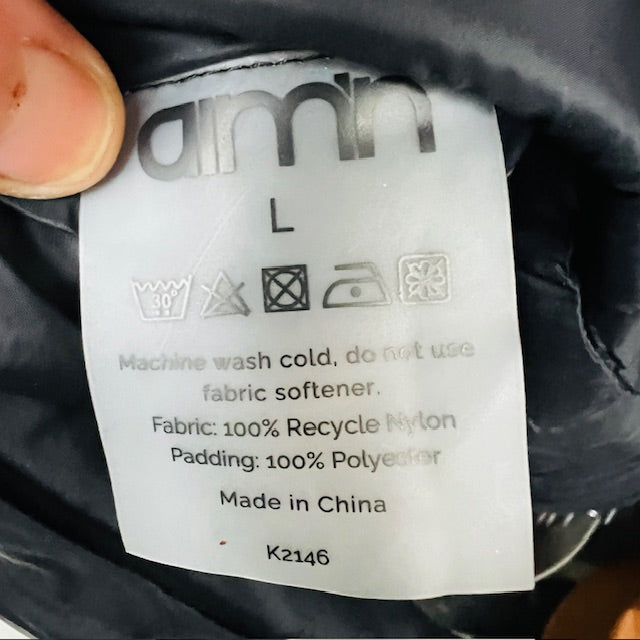 aim'n
L
30°
Machine wash cold, do not use
fabric softener.
Fabric: 100% Recycle Nylon
Padding: 100% Polyester
Made in China
K2146